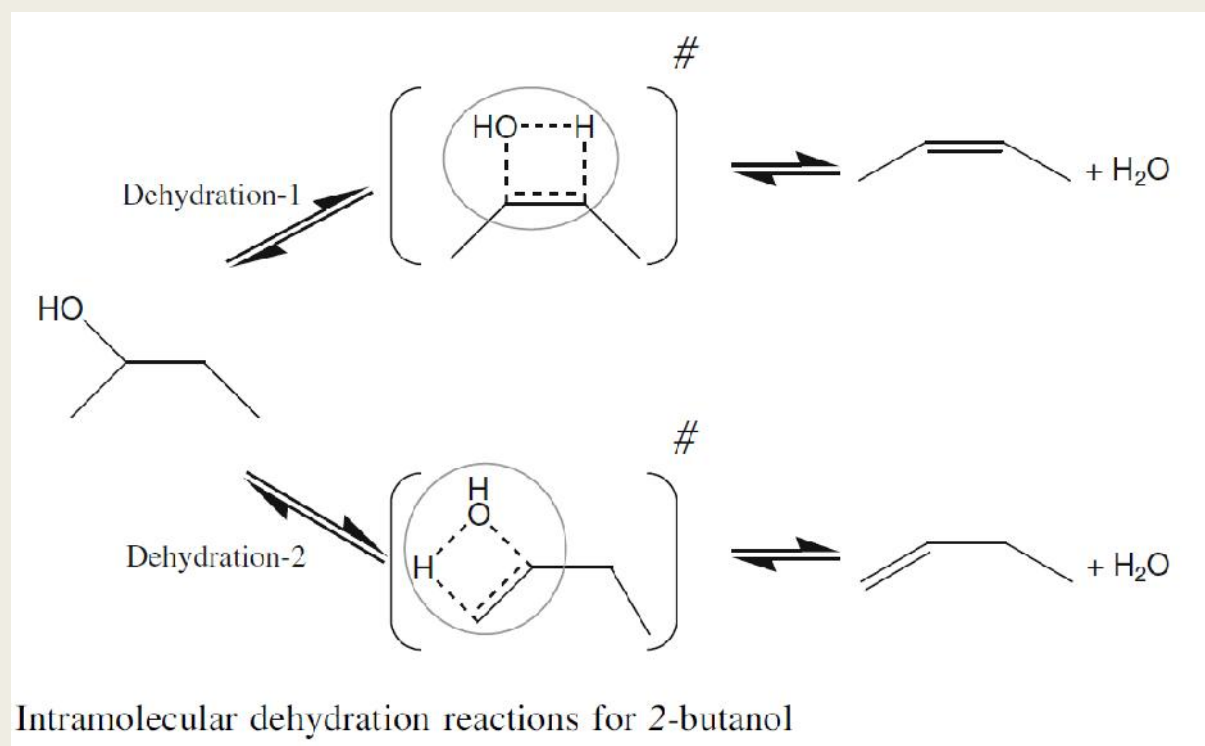 #
HO H
Dehydration-1
+ H₂O
HO
#
H
O
H
Dehydration-2
+ H₂O
Intramolecular dehydration reactions for 2-butanol